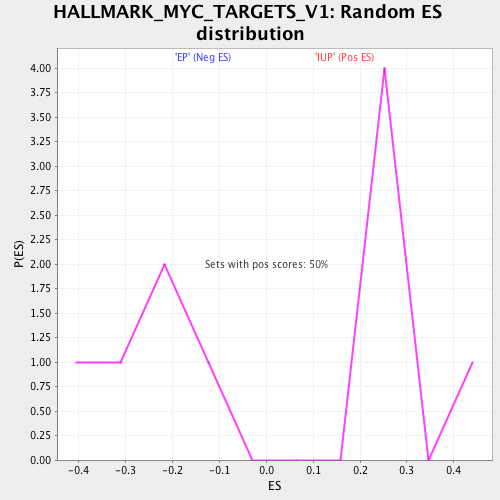 HALLMARK_MYC_TARGETS_V1: Random ES
distribution
'EP' (Neg ES) 'IUP' (Pos ES)
4.00
3.75
3.50
3.25
3.00
2.75
2.50
2.25
2.00
1.75
1.50
1.25
1.00
0.75
0.50
0.25
0.00
P(ES)
Sets with pos scores: 50%
-0.4 -0.3 -0.2 -0.1 0.0 0.1 0.2 0.3 0.4
ES